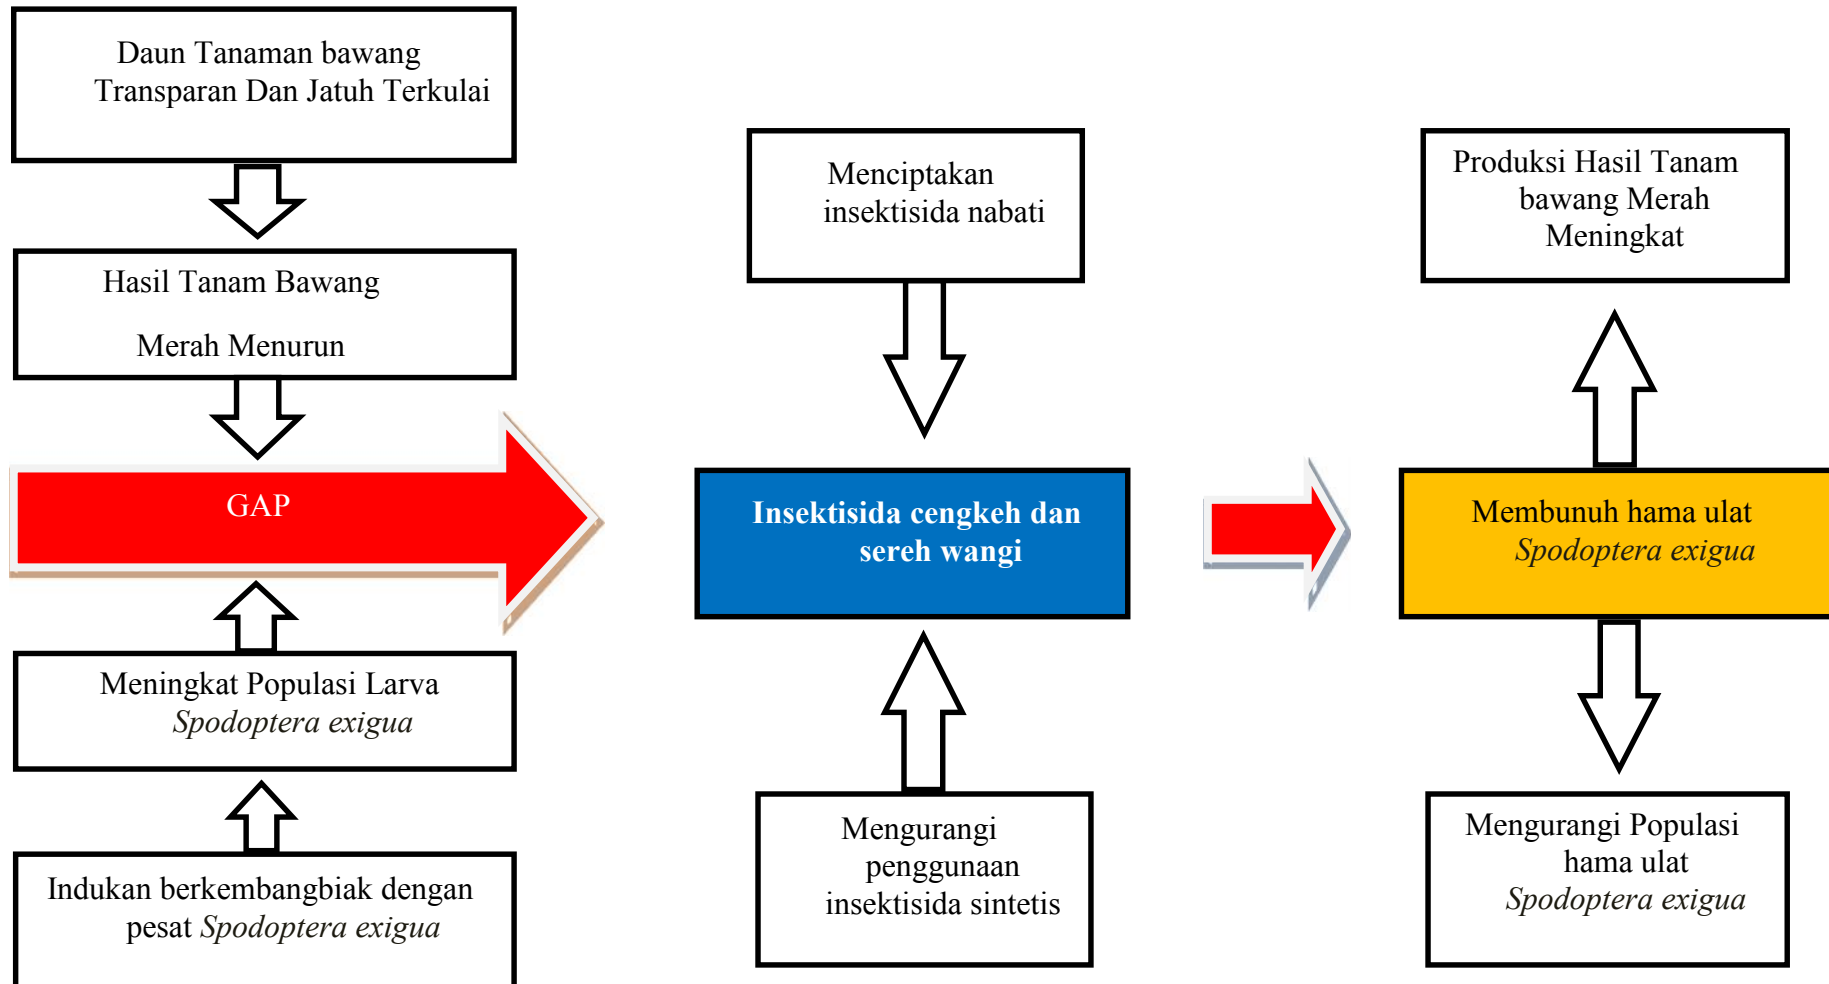 Daun Tanaman bawang
Transparan Dan Jatuh Terkulai
Hasil Tanam Bawang
Merah Menurun
GAP
Meningkat Populasi Larva
Spodoptera exigua
Indukan berkembangbiak dengan
pesat Spodoptera exigua
Menciptakan
insektisida nabati
Insektisida cengkeh dan
sereh wangi
Mengurangi
penggunaan
insektisida sintetis
Produksi Hasil Tanam
bawang Merah
Meningkat
Membunuh hama ulat
Spodoptera exigua
Mengurangi Populasi
hama ulat
Spodoptera exigua